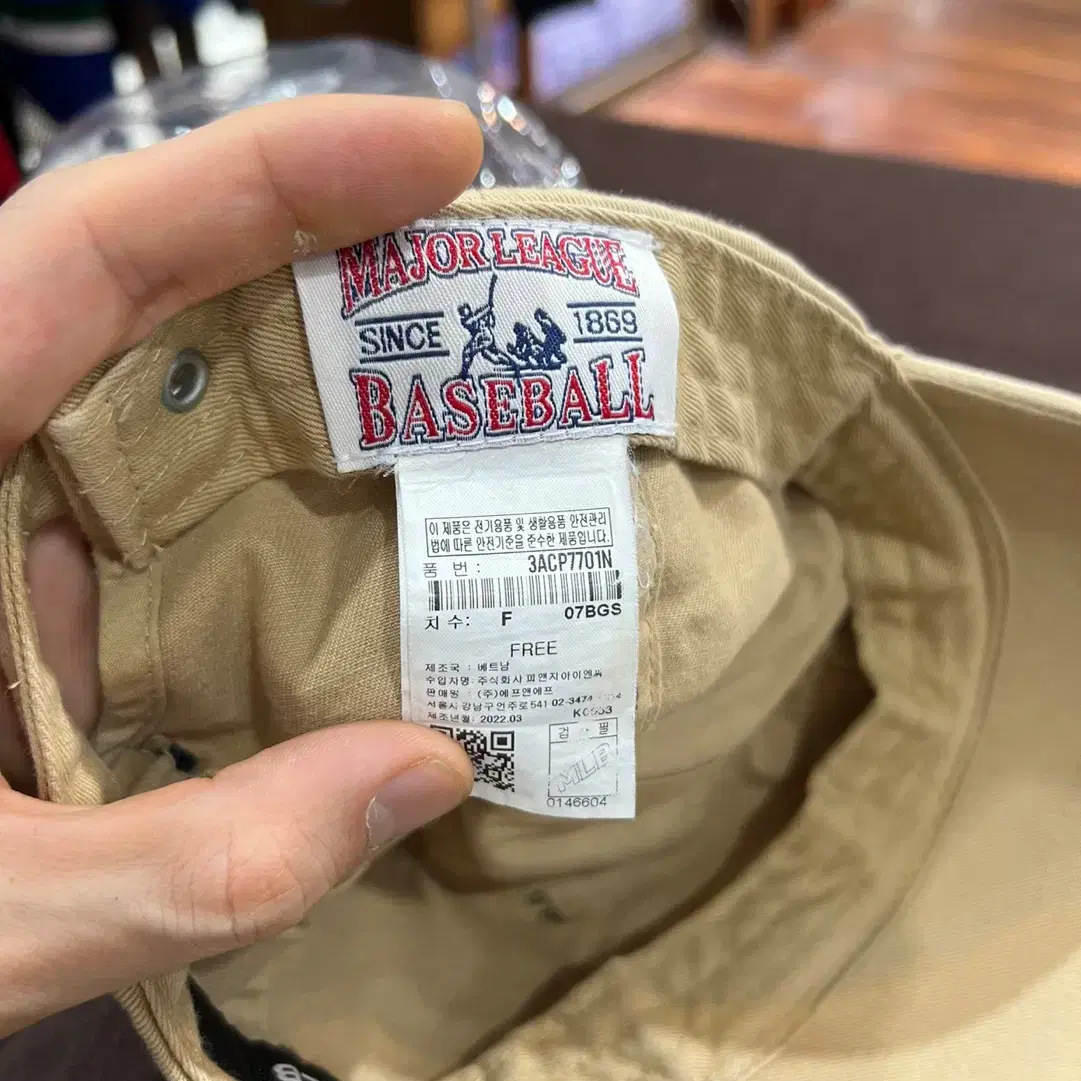 MAJOR LEAGUE
SINCE 1869
BASEBALL
이 제품은 전기용품 및 생활용품 안전관리
법에 따른 안전기준을 준수한 제품입니다.
품 번 : 3ACP7701N
치 수: F 07BGS
FREE
제조국 : 베트남
수입자명: 주식회사 피앤지아이엔씨
판매원 : (주)에프앤에프
서울시 강남구 언주로 541 02-3474
제조년월: 2022.03
검 필
MLB
0146604